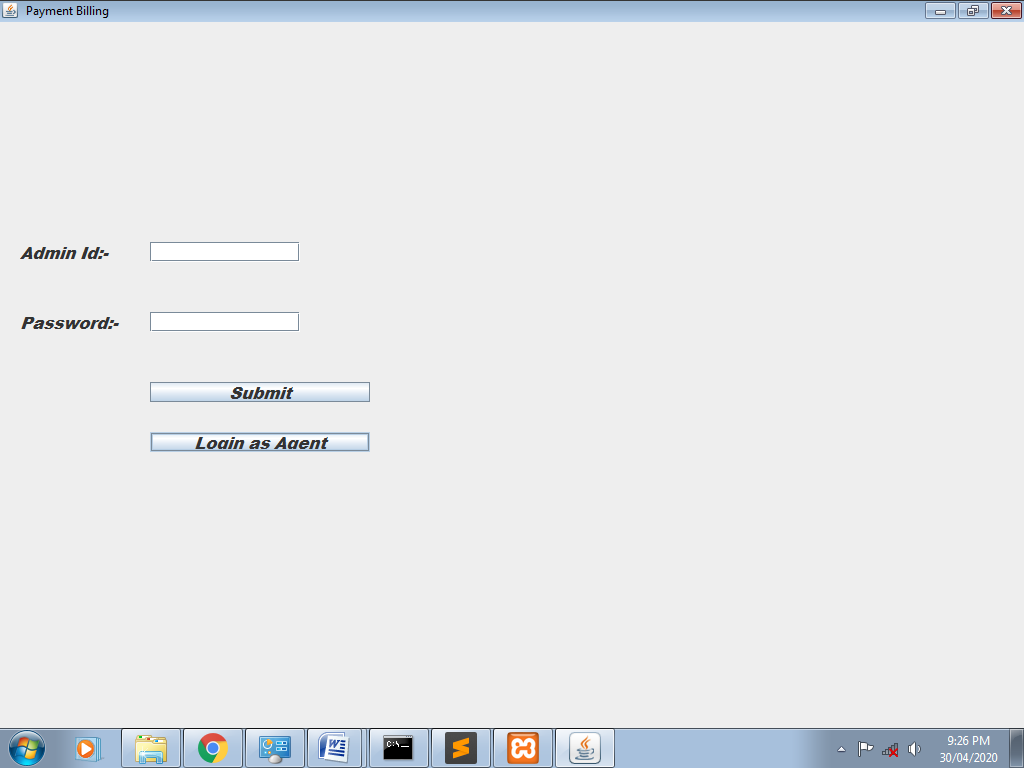 Payment Billing
Admin Id:-
Password:-
Submit
Login as Agent
C:\_
9:26 PM
30/04/2020